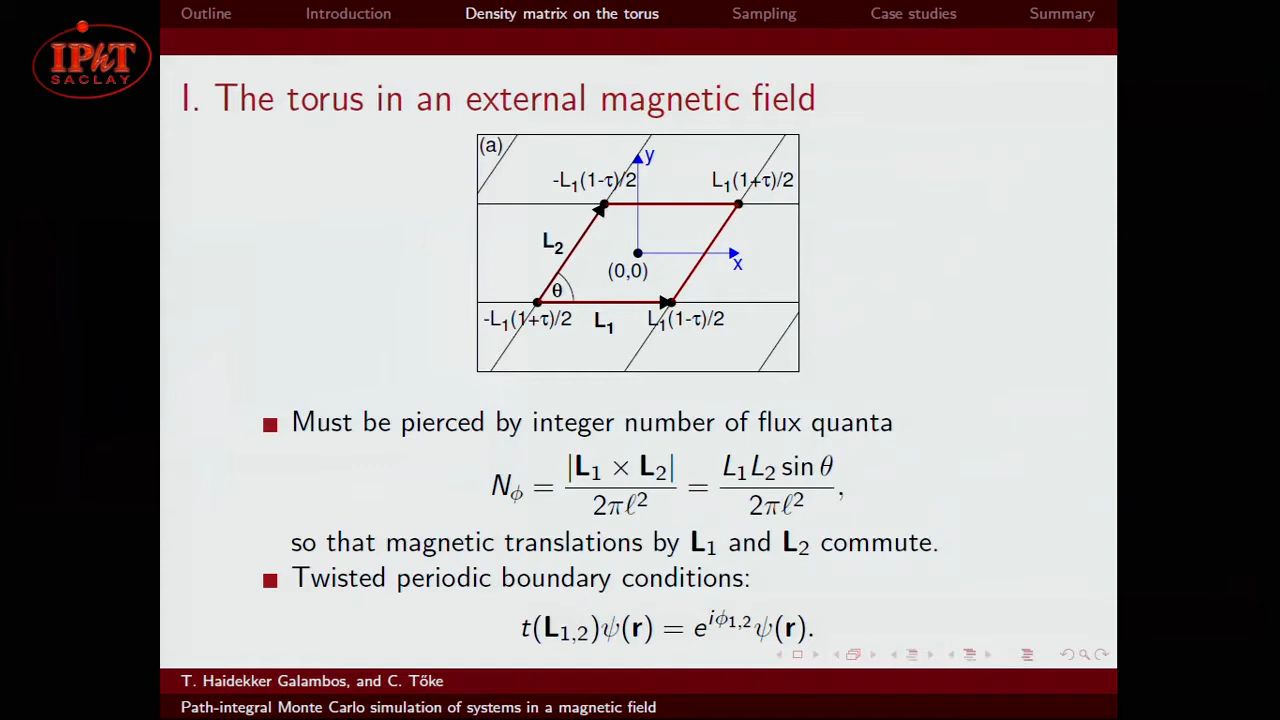 Outline Introduction Density matrix on the torus Sampling Case studies Summary
IPhT
SACLAY
I. The torus in an external magnetic field
(a)
y
-L₁(1-τ)/2 L₁(1+τ)/2
L₂
x
(0,0)
θ
-L₁(1+τ)/2 L₁ L₁(1-τ)/2
Must be pierced by integer number of flux quanta
N_ϕ = |L₁ × L₂| / 2πℓ² = L₁L₂ sin θ / 2πℓ²,
so that magnetic translations by L₁ and L₂ commute.
Twisted periodic boundary conditions:
t(L₁,₂)ψ(r) = e^{iϕ₁,₂}ψ(r).
T. Haidekker Galambos, and C. Tőke
Path-integral Monte Carlo simulation of systems in a magnetic field